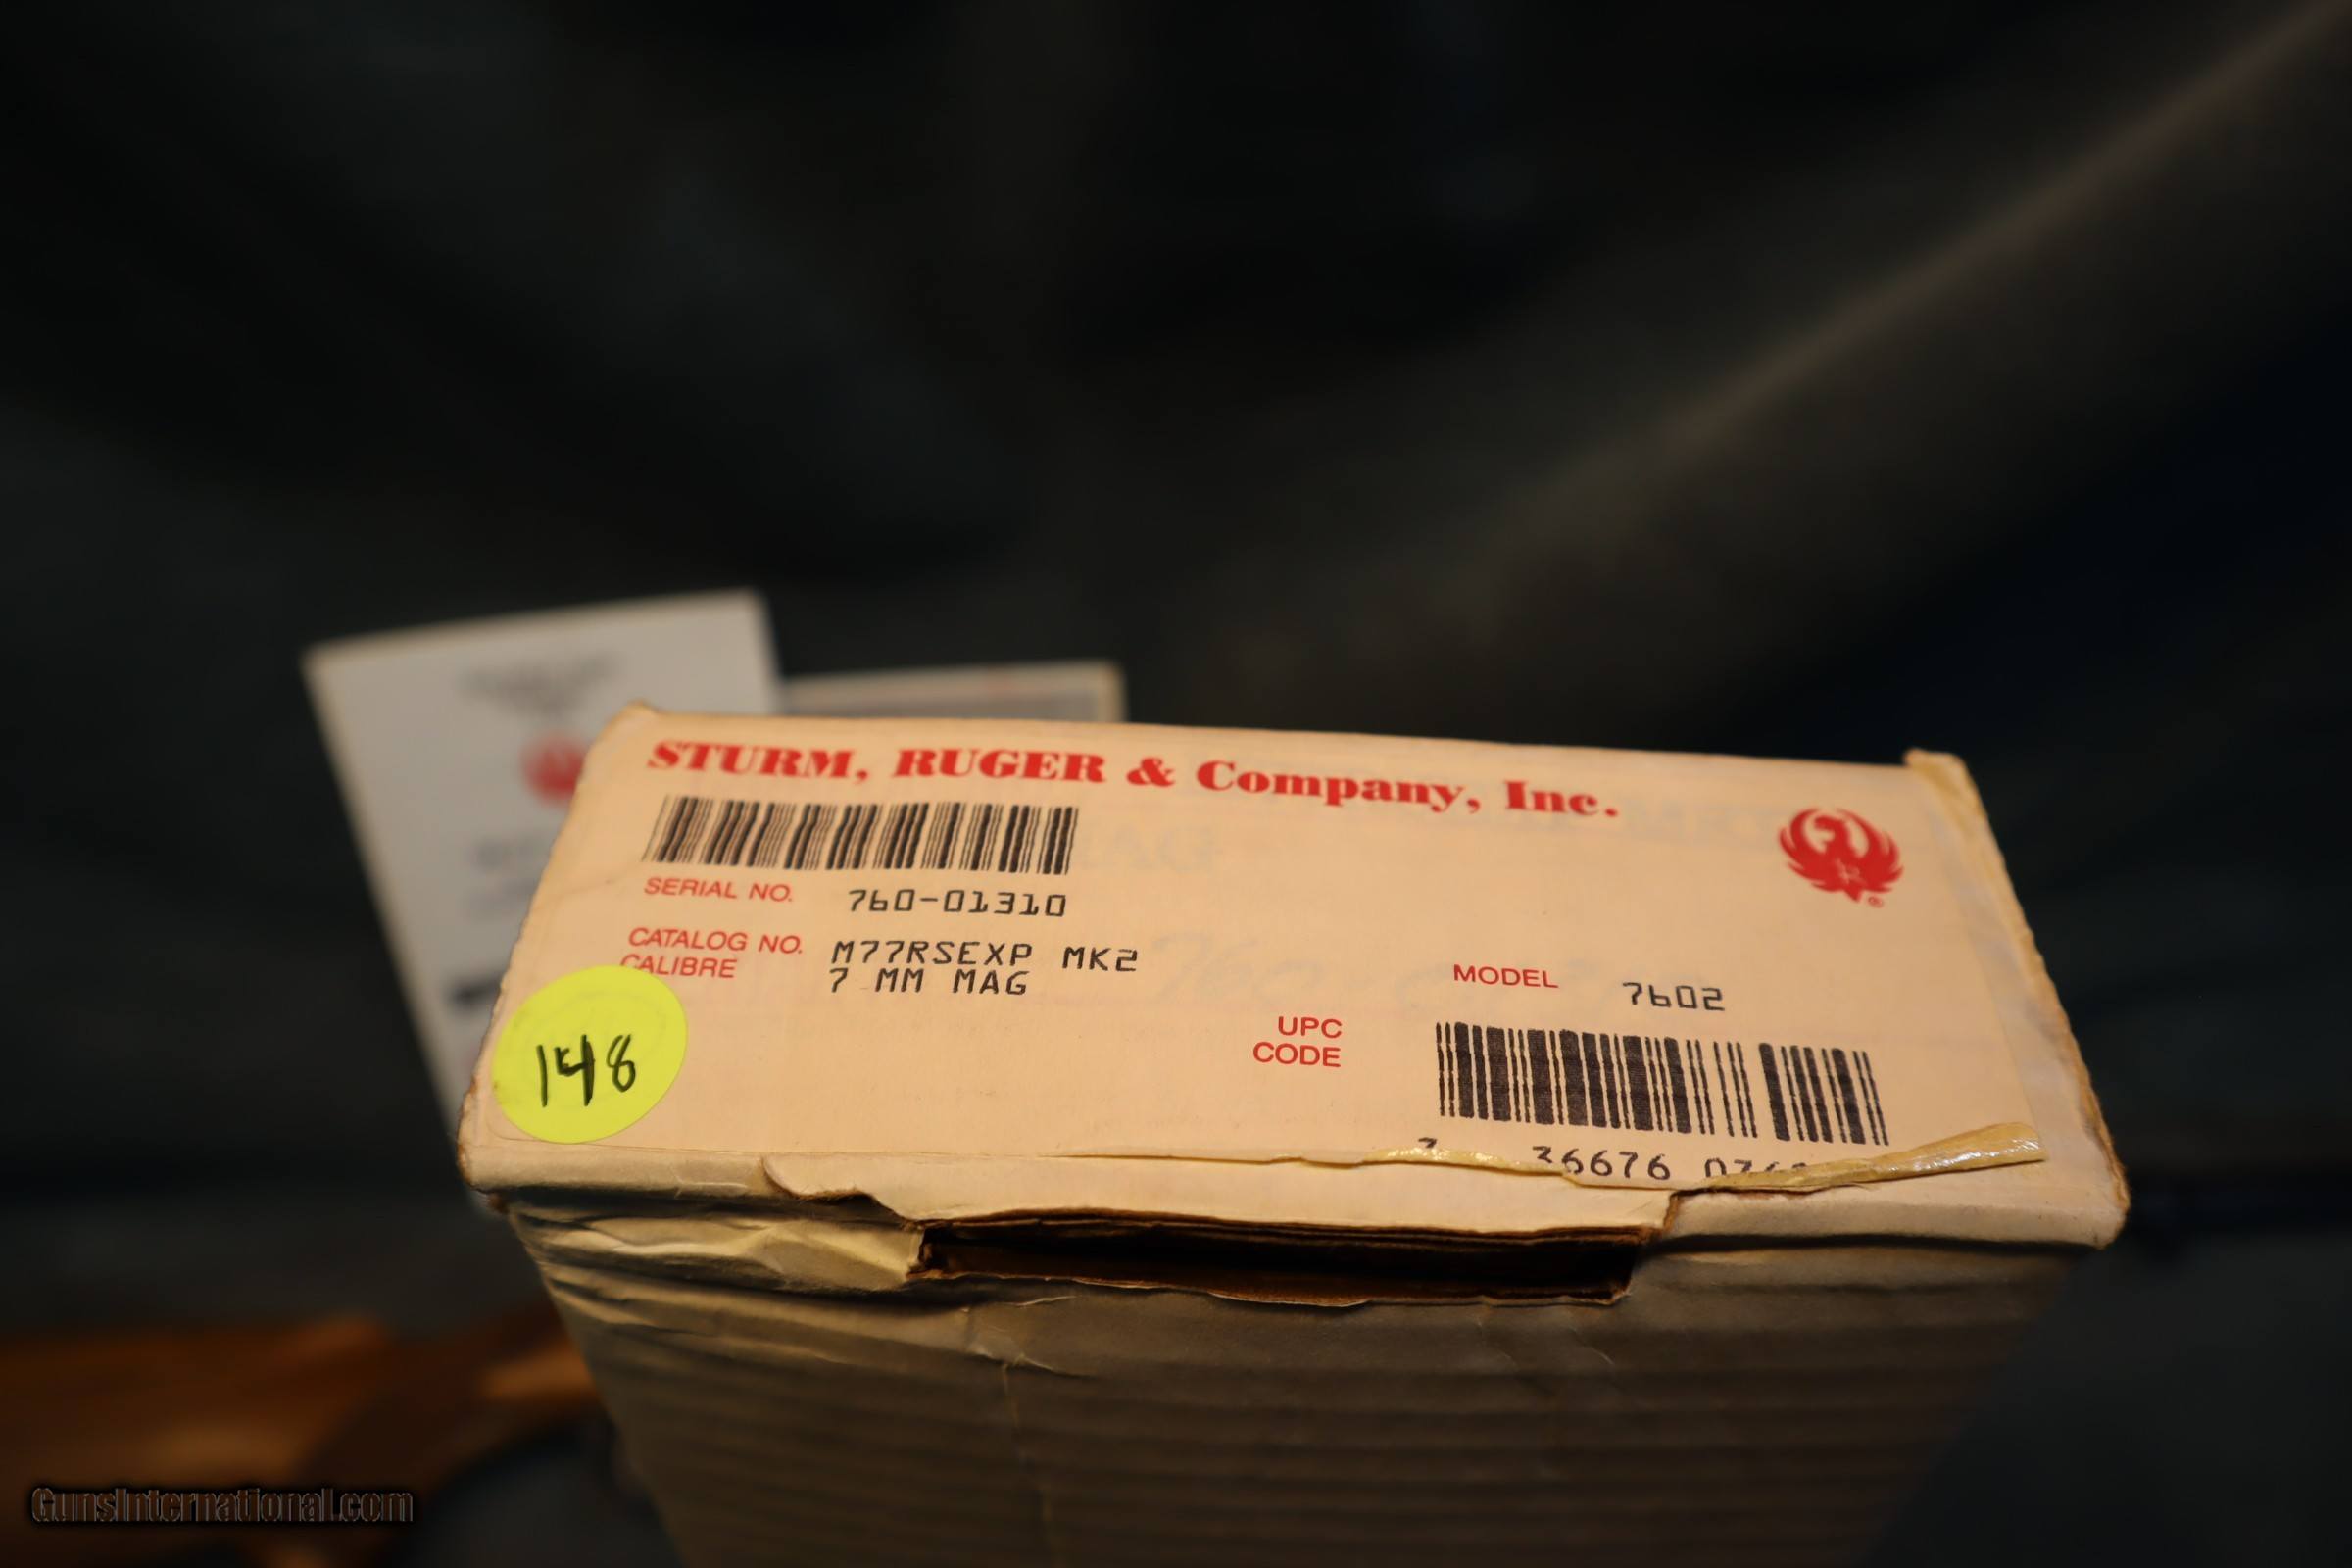 STURM, RUGER & Company, Inc.
SERIAL NO. 760-01310
CATALOG NO. M77RSEXP MK2
CALIBRE 7 MM MAG
MODEL 7602
UPC
CODE
36676
148
GunsInternational.com